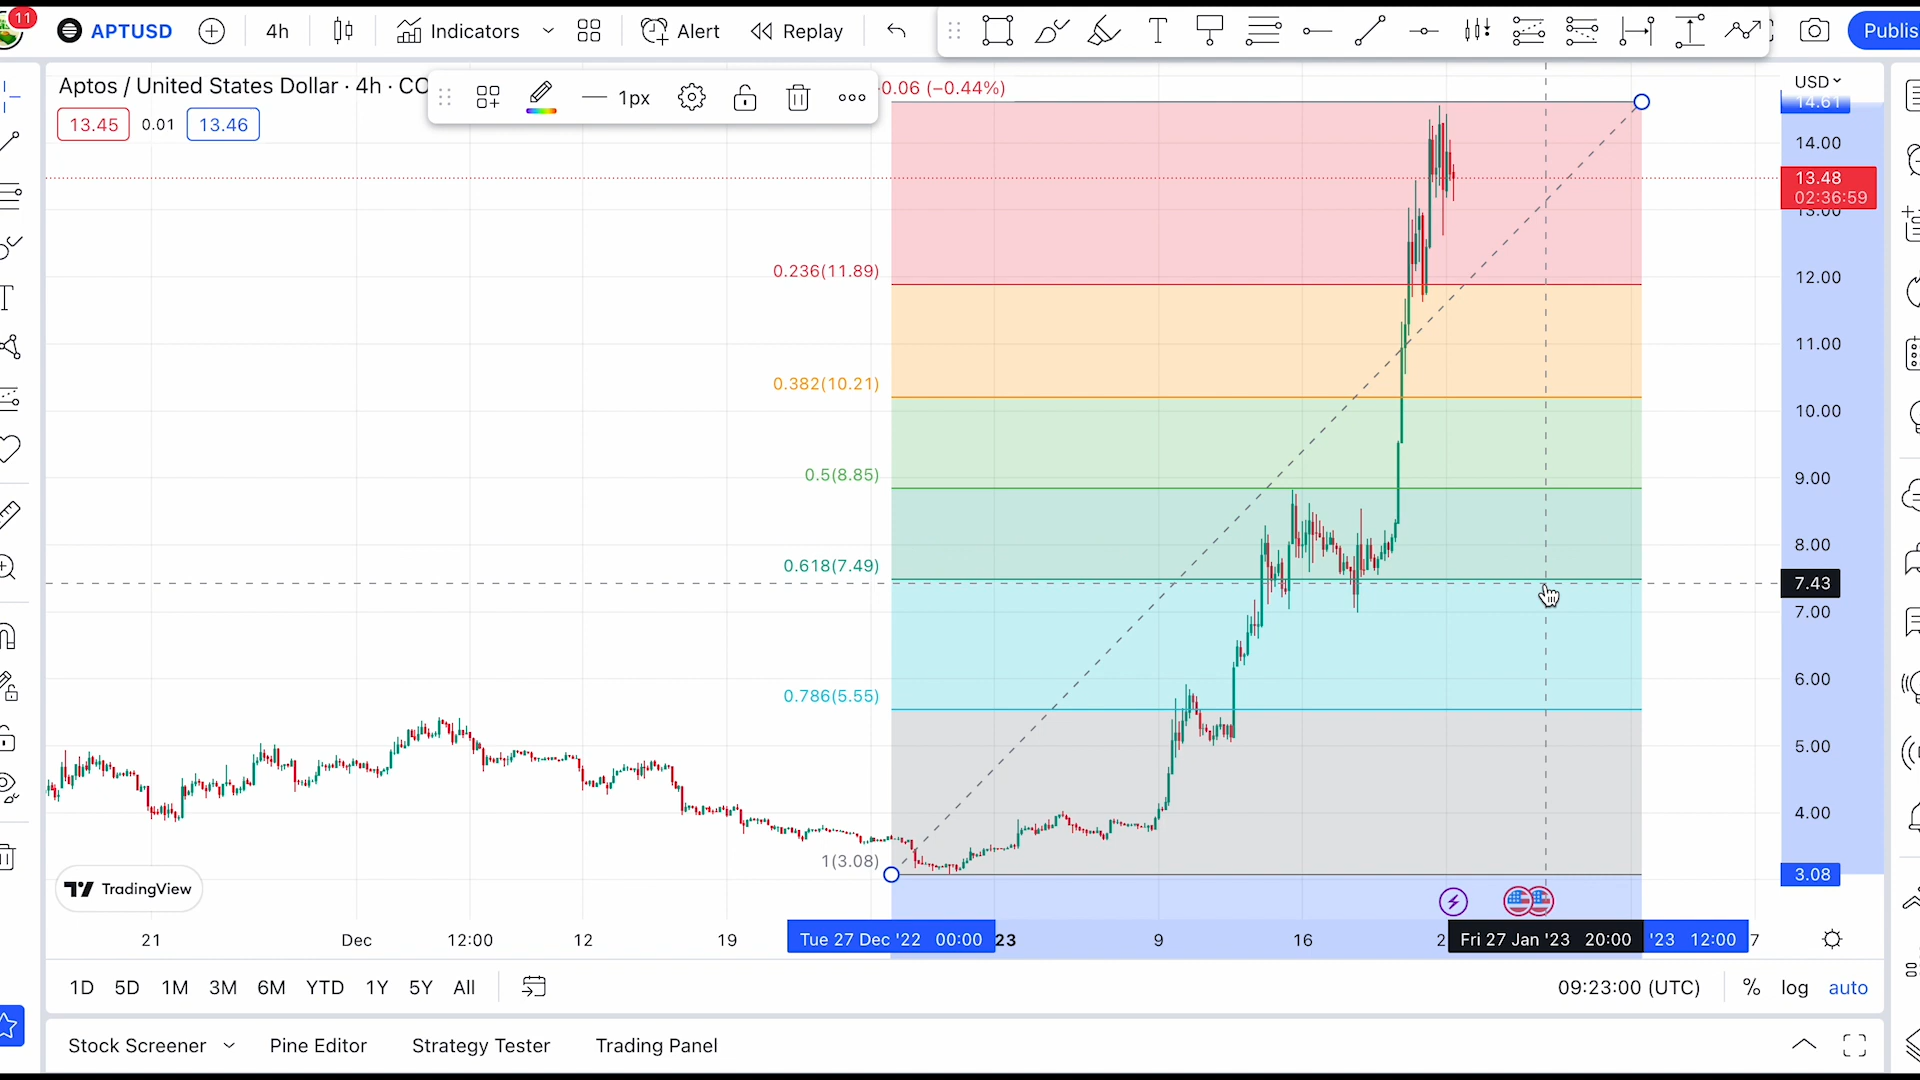 11
APTUSD
4h
Indicators
Alert
Replay
Publis
Aptos / United States Dollar · 4h · CO
1px
0.06 (−0.44%)
USD
13.45
0.01
13.46
14.61
14.00
13.48
02:36:59
13.00
0.236(11.89)
12.00
11.00
0.382(10.21)
10.00
0.5(8.85)
9.00
8.00
0.618(7.49)
7.43
7.00
6.00
0.786(5.55)
5.00
4.00
1(3.08)
3.08
TradingView
21
Dec
12:00
12
19
Tue 27 Dec '22 00:00
23
9
16
2
Fri 27 Jan '23 20:00
'23 12:00
7
1D
5D
1M
3M
6M
YTD
1Y
5Y
All
09:23:00 (UTC)
%
log
auto
Stock Screener
Pine Editor
Strategy Tester
Trading Panel